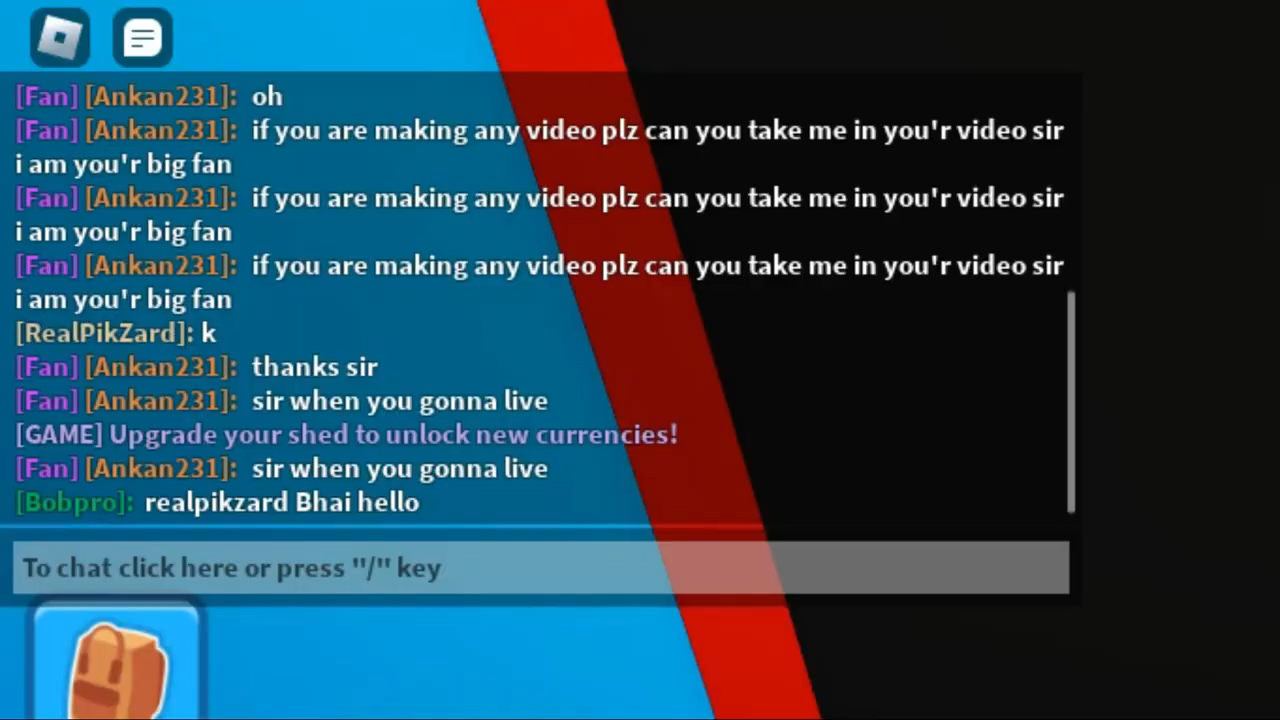 [Fan] [Ankan231]: oh
[Fan] [Ankan231]: if you are making any video plz can you take me in you'r video sir
i am you'r big fan
[Fan] [Ankan231]: if you are making any video plz can you take me in you'r video sir
i am you'r big fan
[Fan] [Ankan231]: if you are making any video plz can you take me in you'r video sir
i am you'r big fan
[RealPikZard]: k
[Fan] [Ankan231]: thanks sir
[Fan] [Ankan231]: sir when you gonna live
[GAME] Upgrade your shed to unlock new currencies!
[Fan] [Ankan231]: sir when you gonna live
[Bobpro]: realpikzard Bhai hello
To chat click here or press "/" key